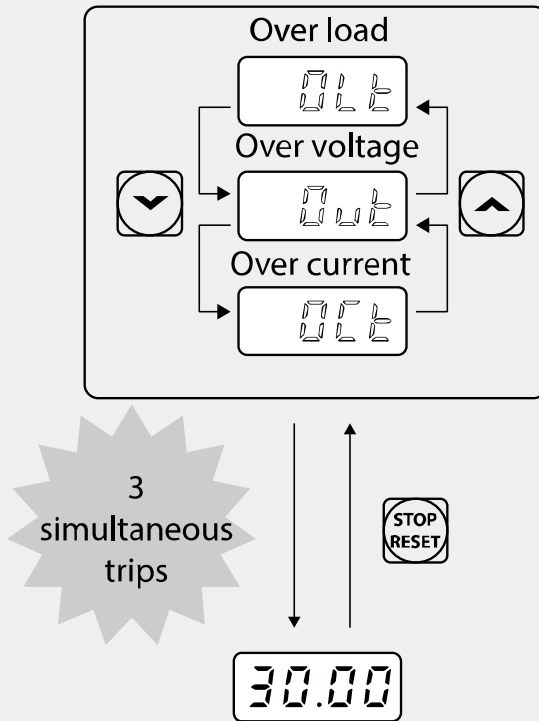 Over load
OLt
Over voltage
Out
Over current
OCt
3
simultaneous
trips
STOP
RESET
30.00